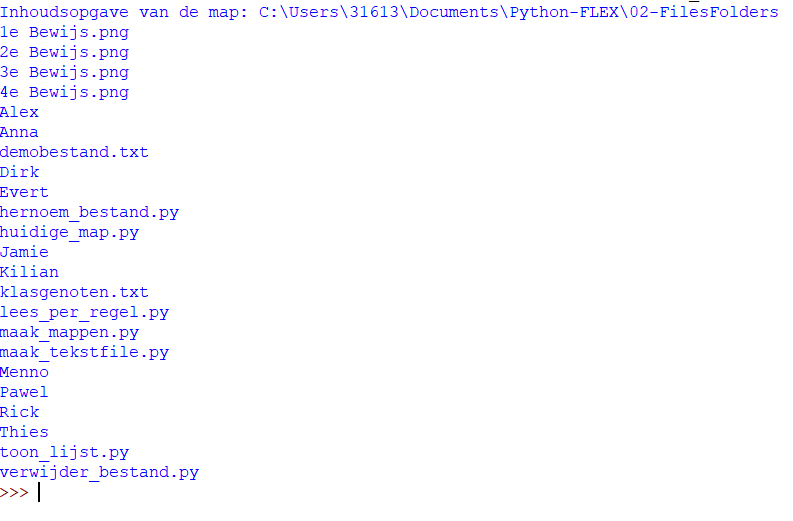 Inhoudsopgave van de map: C:\Users\31613\Documents\Python-FLEX\02-FilesFolders
1e Bewijs.png
2e Bewijs.png
3e Bewijs.png
4e Bewijs.png
Alex
Anna
demobestand.txt
Dirk
Evert
hernoem_bestand.py
huidige_map.py
Jamie
Kilian
klasgenoten.txt
lees_per_regel.py
maak_mappen.py
maak_tekstfile.py
Menno
Pawel
Rick
Thies
toon_lijst.py
verwijder_bestand.py
>>>